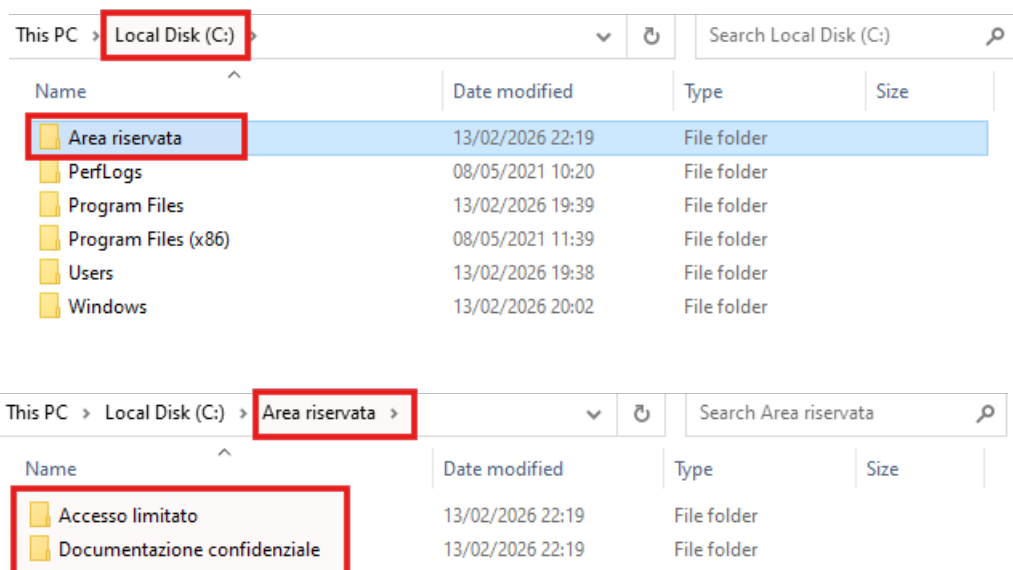 This PC > Local Disk (C:) > Search Local Disk (C:)
Name Date modified Type Size
Area riservata 13/02/2026 22:19 File folder
PerfLogs 08/05/2021 10:20 File folder
Program Files 13/02/2026 19:39 File folder
Program Files (x86) 08/05/2021 11:39 File folder
Users 13/02/2026 19:38 File folder
Windows 13/02/2026 20:02 File folder
This PC > Local Disk (C:) > Area riservata > Search Area riservata
Name Date modified Type Size
Accesso limitato 13/02/2026 22:19 File folder
Documentazione confidenziale 13/02/2026 22:19 File folder